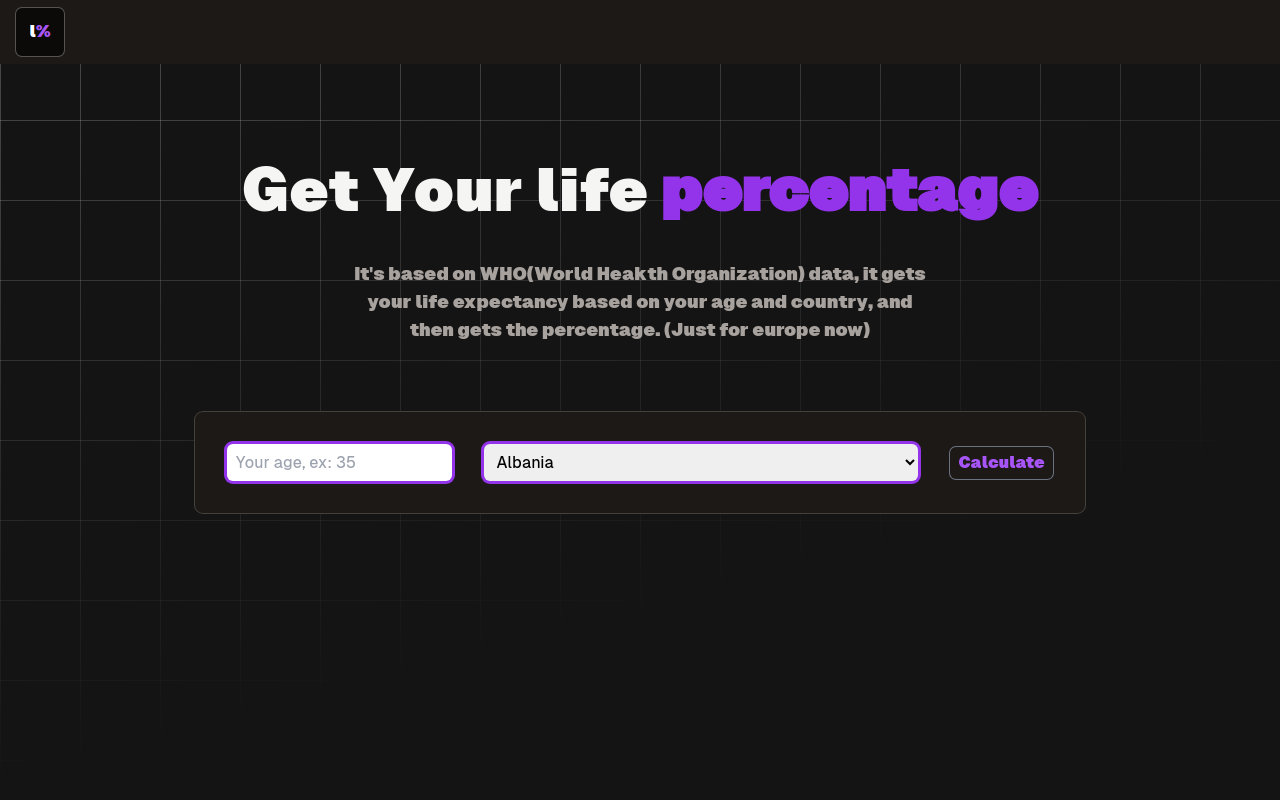 l%
Get Your life percentage
It's based on WHO(World Heakth Organization) data, it gets
your life expectancy based on your age and country, and
then gets the percentage. (Just for europe now)
Your age, ex: 35
Albania
Calculate